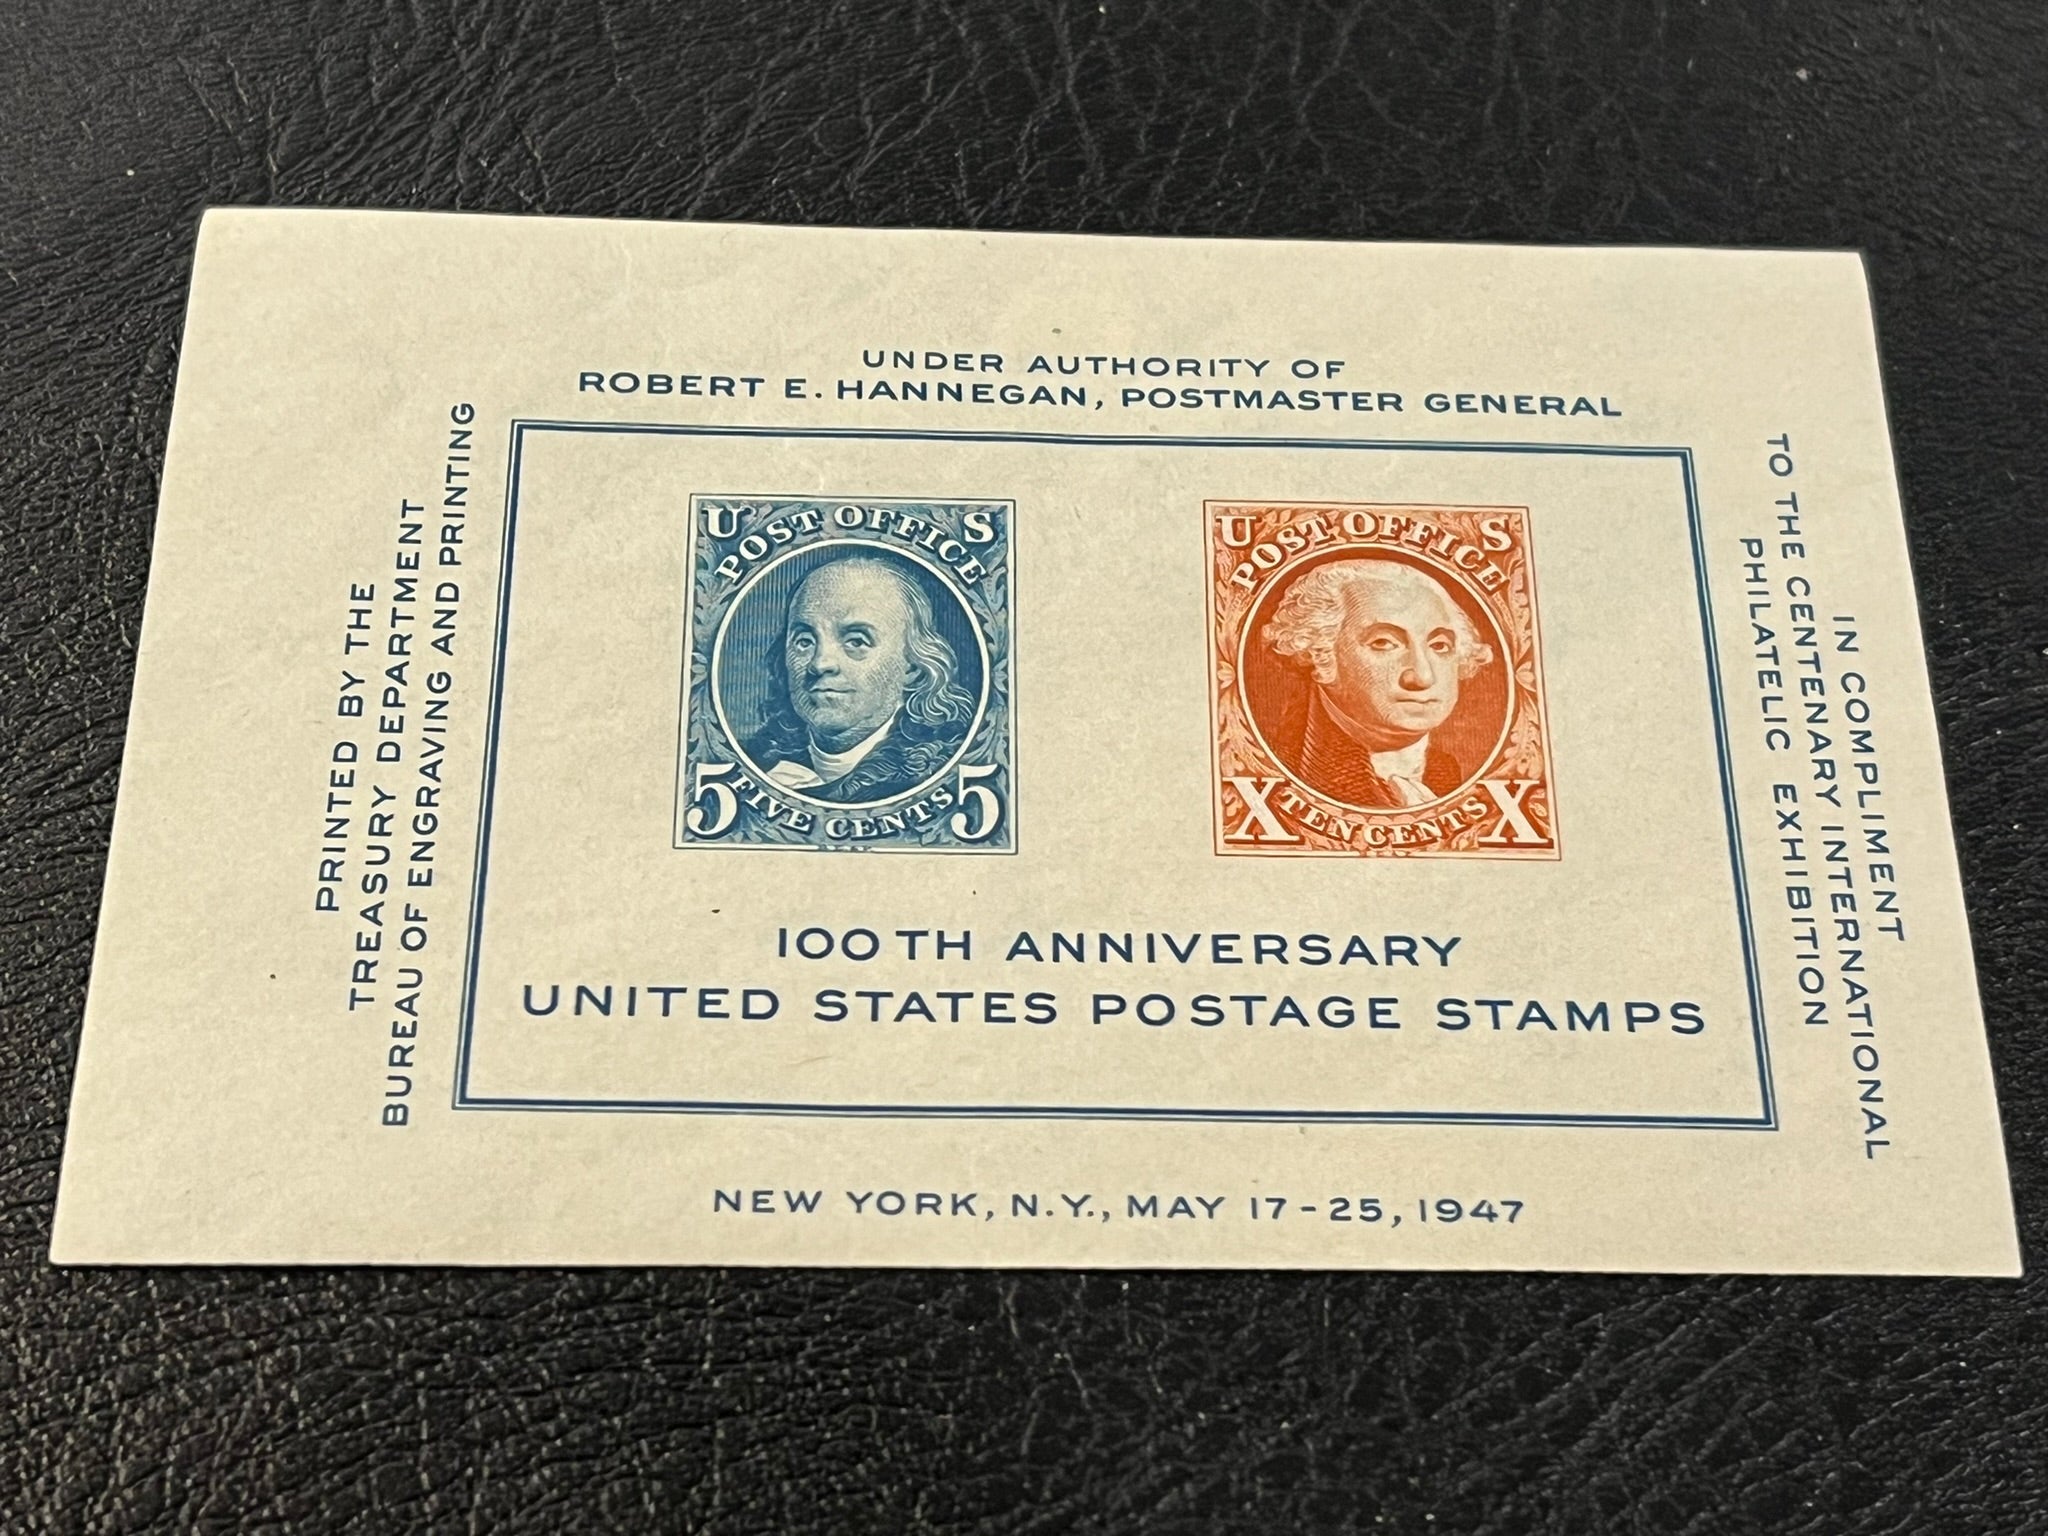 UNDER AUTHORITY OF
ROBERT E. HANNEGAN, POSTMASTER GENERAL
PRINTED BY THE
TREASURY DEPARTMENT
BUREAU OF ENGRAVING AND PRINTING
U S
POST OFFICE
5 5
FIVE CENTS
U S
POST OFFICE
X X
TEN CENTS
100TH ANNIVERSARY
UNITED STATES POSTAGE STAMPS
IN COMPLIMENT
TO THE CENTENARY INTERNATIONAL
PHILATELIC EXHIBITION
NEW YORK, N.Y., MAY 17-25, 1947